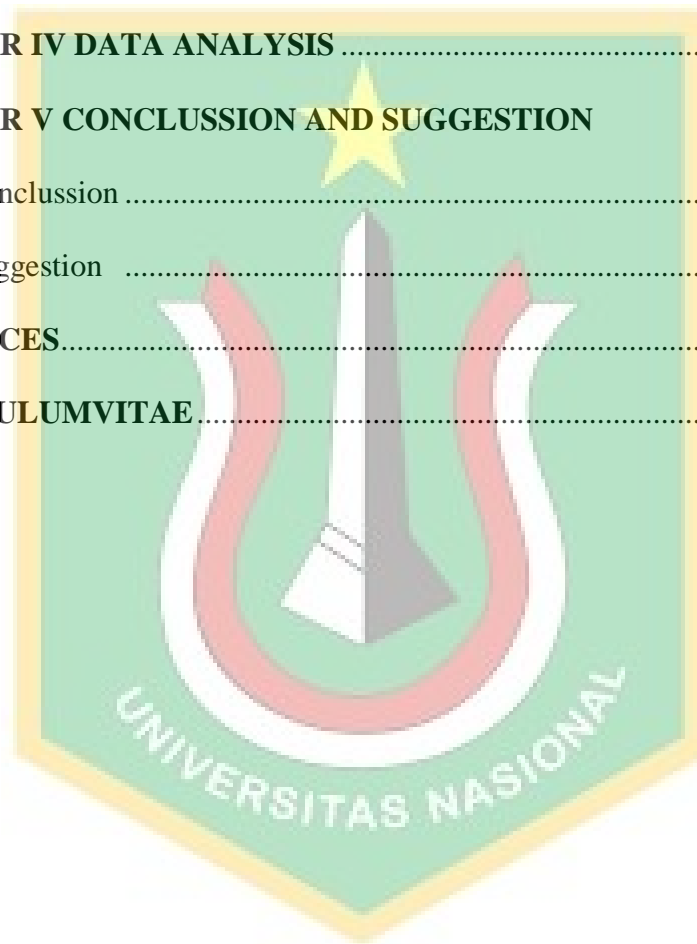 R IV DATA ANALYSIS ........................................................
R V CONCLUSSION AND SUGGESTION
nclussion ................................................................................
ggestion ................................................................................
CES................................................................................
ULUMVITAE................................................................
UNIVERSITAS NASIONAL